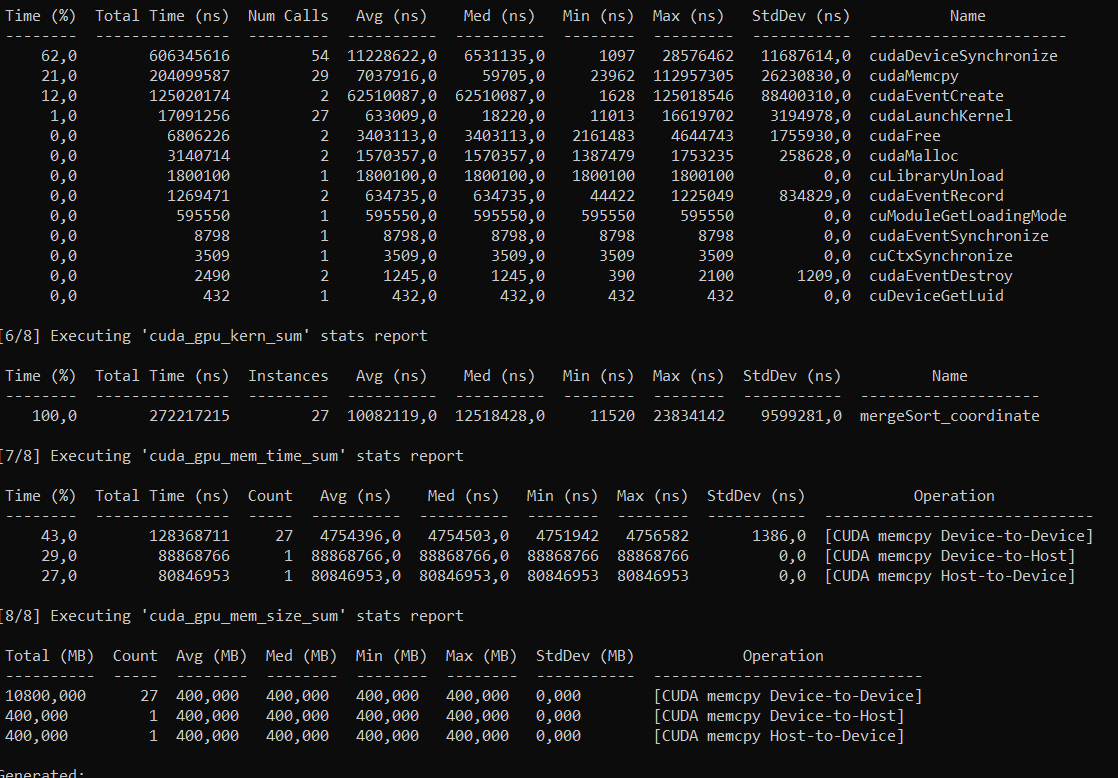 Time (%) Total Time (ns) Num Calls Avg (ns) Med (ns) Min (ns) Max (ns) StdDev (ns) Name
-------- --------------- --------- ---------- ---------- -------- --------- ----------- ----------------------
62,0 606345616 54 11228622,0 6531135,0 1097 28576462 11687614,0 cudaDeviceSynchronize
21,0 204099587 29 7037916,0 59705,0 23962 112957305 26230830,0 cudaMemcpy
12,0 125020174 2 62510087,0 62510087,0 1628 125018546 88400310,0 cudaEventCreate
1,0 17091256 27 633009,0 18220,0 11013 16619702 3194978,0 cudaLaunchKernel
0,0 6806226 2 3403113,0 3403113,0 2161483 4644743 1755930,0 cudaFree
0,0 3140714 2 1570357,0 1570357,0 1387479 1753235 258628,0 cudaMalloc
0,0 1800100 1 1800100,0 1800100,0 1800100 1800100 0,0 cuLibraryUnload
0,0 1269471 2 634735,0 634735,0 44422 1225049 834829,0 cudaEventRecord
0,0 595550 1 595550,0 595550,0 595550 595550 0,0 cuModuleGetLoadingMode
0,0 8798 1 8798,0 8798,0 8798 8798 0,0 cudaEventSynchronize
0,0 3509 1 3509,0 3509,0 3509 3509 0,0 cuCtxSynchronize
0,0 2490 2 1245,0 1245,0 390 2100 1209,0 cudaEventDestroy
0,0 432 1 432,0 432,0 432 432 0,0 cuDeviceGetLuid
[6/8] Executing 'cuda_gpu_kern_sum' stats report
Time (%) Total Time (ns) Instances Avg (ns) Med (ns) Min (ns) Max (ns) StdDev (ns) Name
-------- --------------- --------- ---------- ---------- -------- -------- ----------- --------------------
100,0 272217215 27 10082119,0 12518428,0 11520 23834142 9599281,0 mergeSort_coordinate
[7/8] Executing 'cuda_gpu_mem_time_sum' stats report
Time (%) Total Time (ns) Count Avg (ns) Med (ns) Min (ns) Max (ns) StdDev (ns) Operation
-------- --------------- ----- ---------- ---------- -------- -------- ----------- ------------------------------
43,0 128368711 27 4754396,0 4754503,0 4751942 4756582 1386,0 [CUDA memcpy Device-to-Device]
29,0 88868766 1 88868766,0 88868766,0 88868766 88868766 0,0 [CUDA memcpy Device-to-Host]
27,0 80846953 1 80846953,0 80846953,0 80846953 80846953 0,0 [CUDA memcpy Host-to-Device]
[8/8] Executing 'cuda_gpu_mem_size_sum' stats report
Total (MB) Count Avg (MB) Med (MB) Min (MB) Max (MB) StdDev (MB) Operation
---------- ----- -------- -------- -------- -------- ----------- ------------------------------
10800,000 27 400,000 400,000 400,000 400,000 0,000 [CUDA memcpy Device-to-Device]
400,000 1 400,000 400,000 400,000 400,000 0,000 [CUDA memcpy Device-to-Host]
400,000 1 400,000 400,000 400,000 400,000 0,000 [CUDA memcpy Host-to-Device]
Generated: